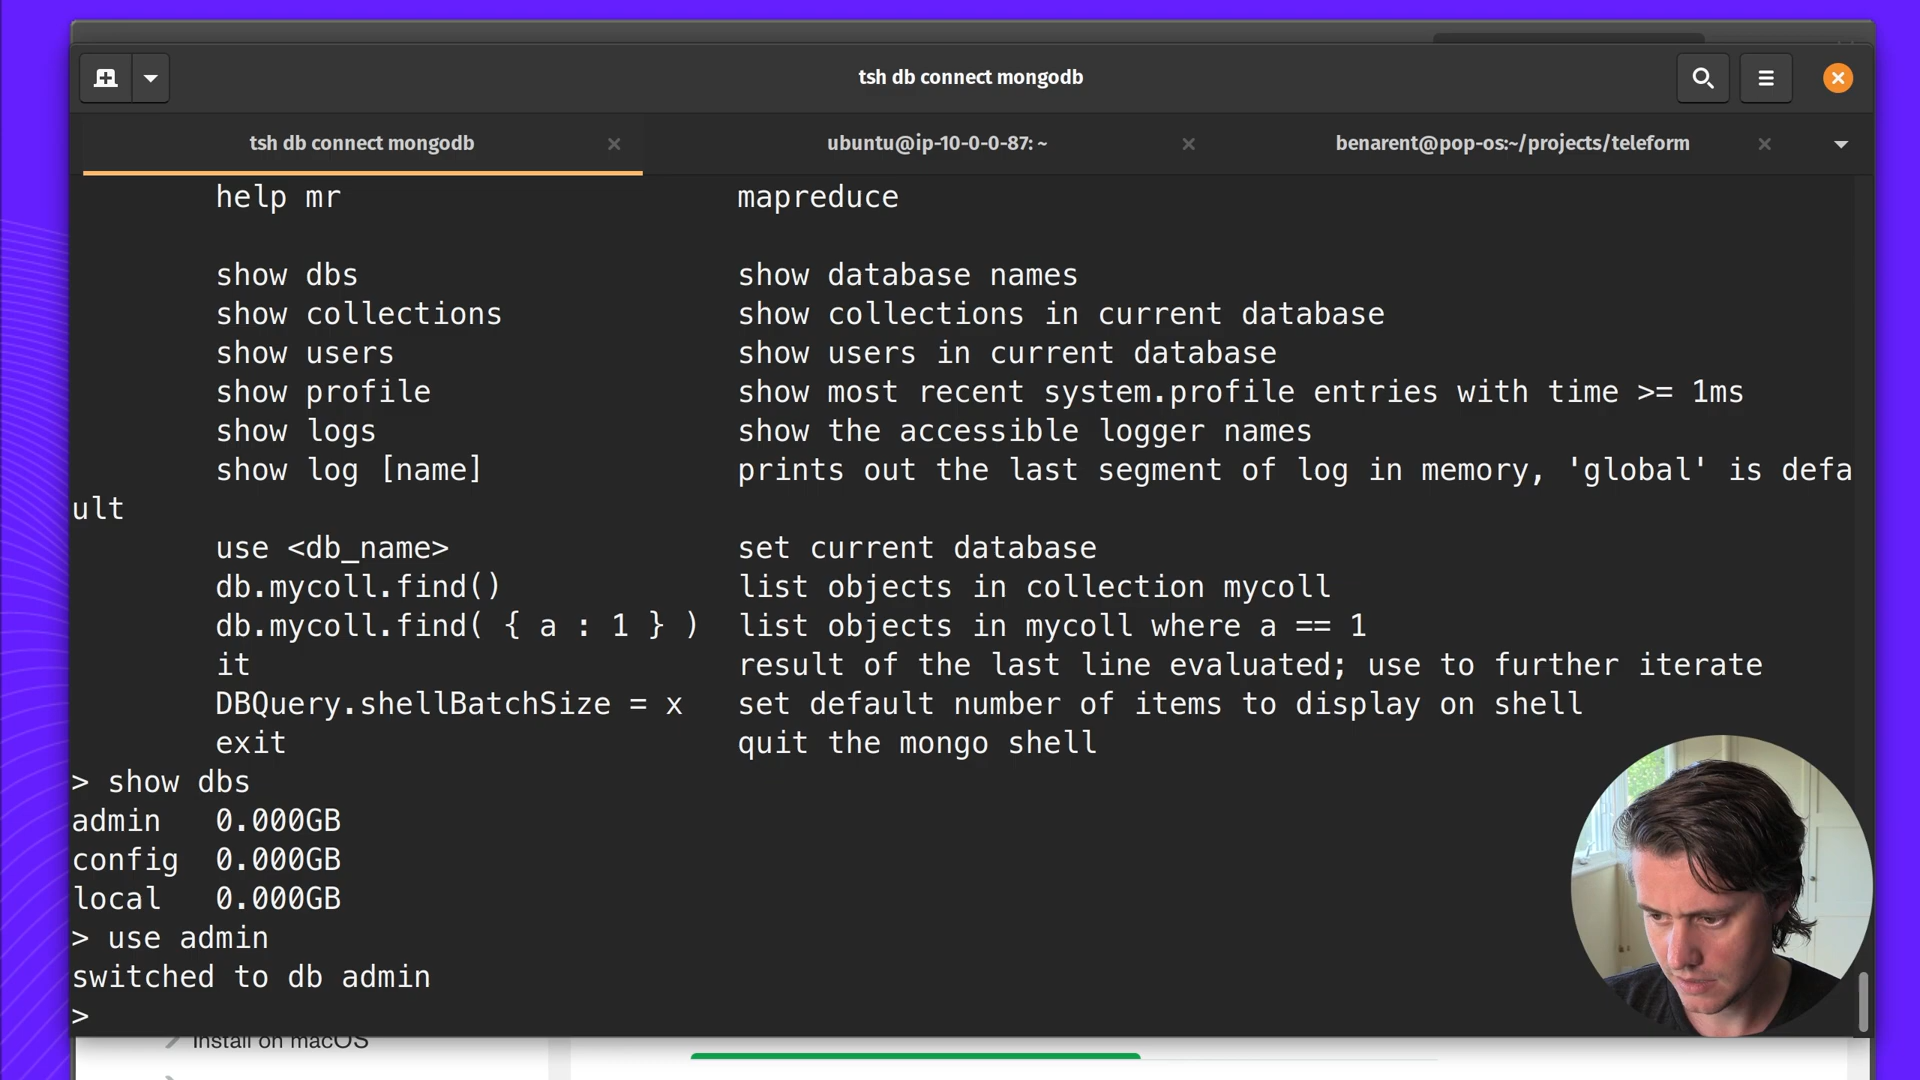 tsh db connect mongodb
tsh db connect mongodb
ubuntu@ip-10-0-0-87: ~
benarent@pop-os:~/projects/teleform
help mr mapreduce
show dbs show database names
show collections show collections in current database
show users show users in current database
show profile show most recent system.profile entries with time >= 1ms
show logs show the accessible logger names
show log [name] prints out the last segment of log in memory, 'global' is defa
ult
use <db_name> set current database
db.mycoll.find() list objects in collection mycoll
db.mycoll.find( { a : 1 } ) list objects in mycoll where a == 1
it result of the last line evaluated; use to further iterate
DBQuery.shellBatchSize = x set default number of items to display on shell
exit quit the mongo shell
> show dbs
admin 0.000GB
config 0.000GB
local 0.000GB
> use admin
switched to db admin
>
Install on macOS